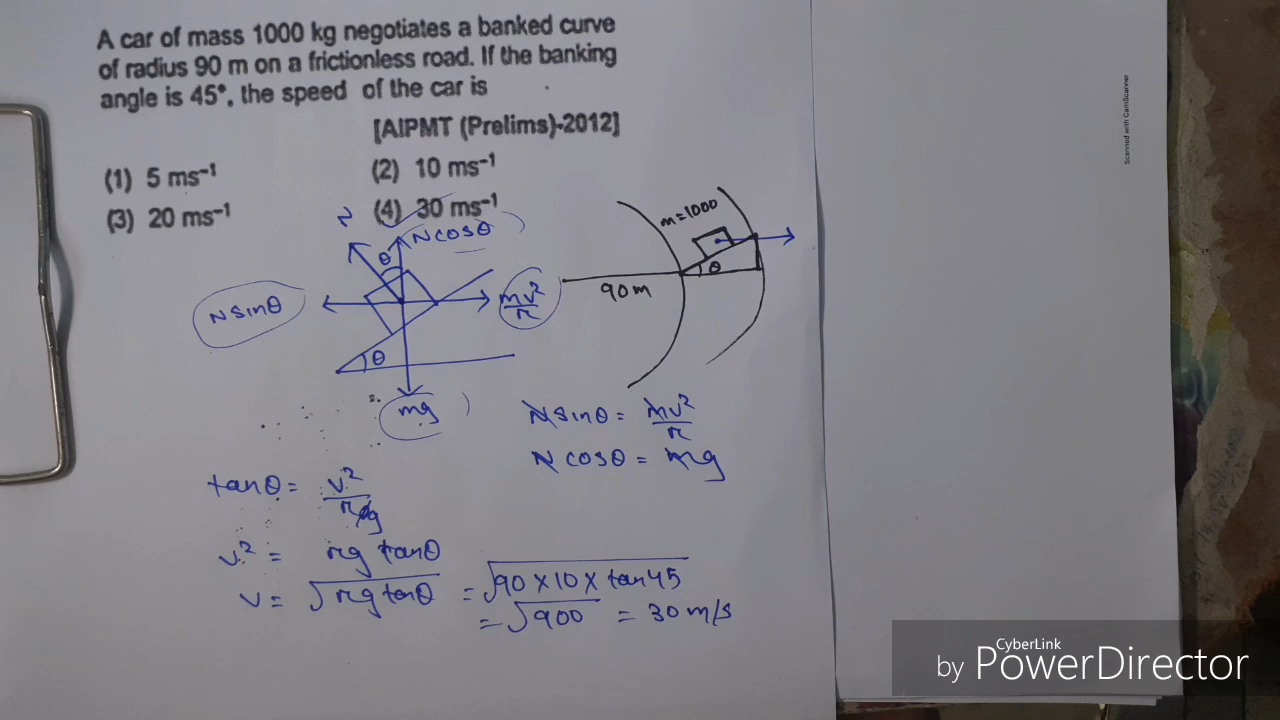 A car of mass 1000 kg negotiates a banked curve
of radius 90 m on a frictionless road. If the banking
angle is 45°, the speed of the car is
[AIPMT (Prelims)-2012]
(1) 5 ms⁻¹
(2) 10 ms⁻¹
(3) 20 ms⁻¹
(4) 30 ms⁻¹
N
θ
N cosθ
N sinθ
mv²/r
θ
mg
m=1000
θ
90m
N sinθ = mv²/r
N cosθ = mg
tanθ = v²/rg
v² = rg tanθ
v = √rg tanθ = √90×10×tan45
= √900 = 30 m/s
Scanned with CamScanner
CyberLink
by PowerDirector